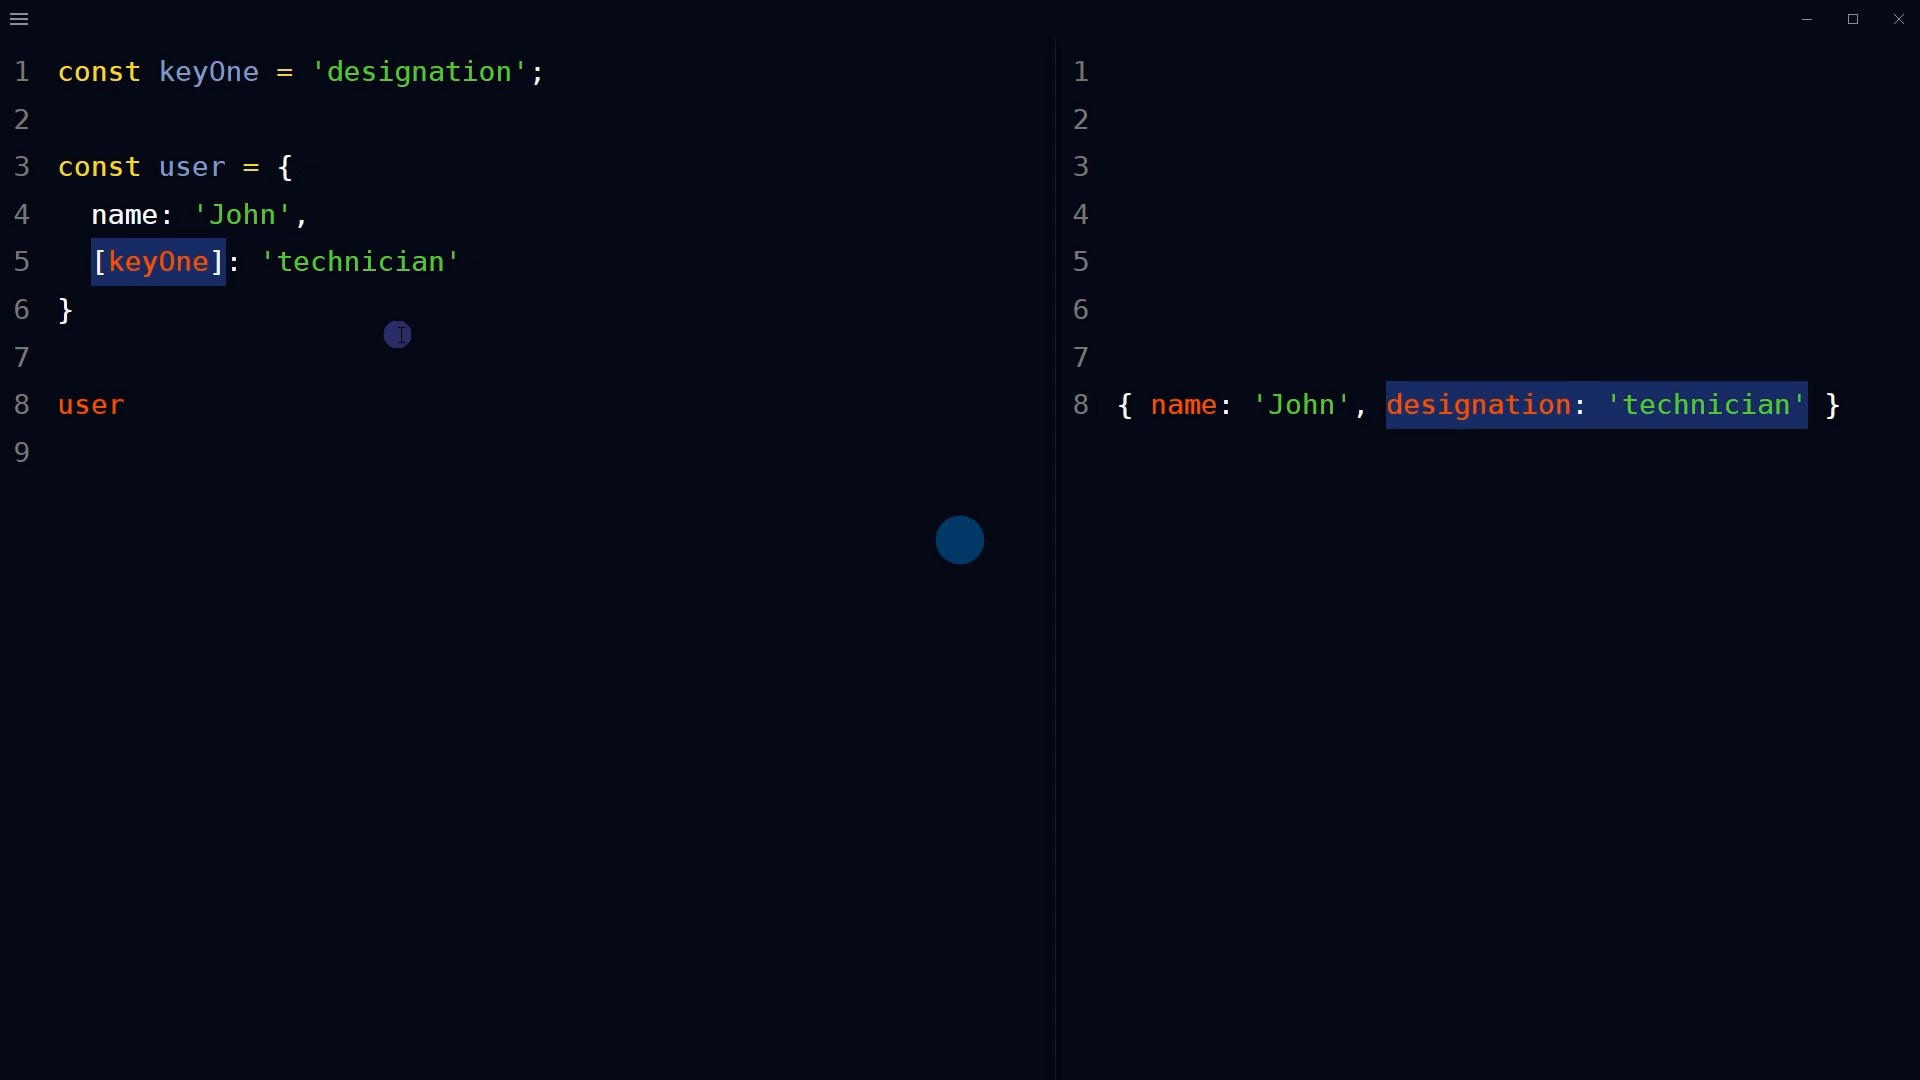 1 const keyOne = 'designation';
2
3 const user = {
4   name: 'John',
5   [keyOne]: 'technician'
6 }
7
8 user
9
1
2
3
4
5
6
7
8 { name: 'John', designation: 'technician' }